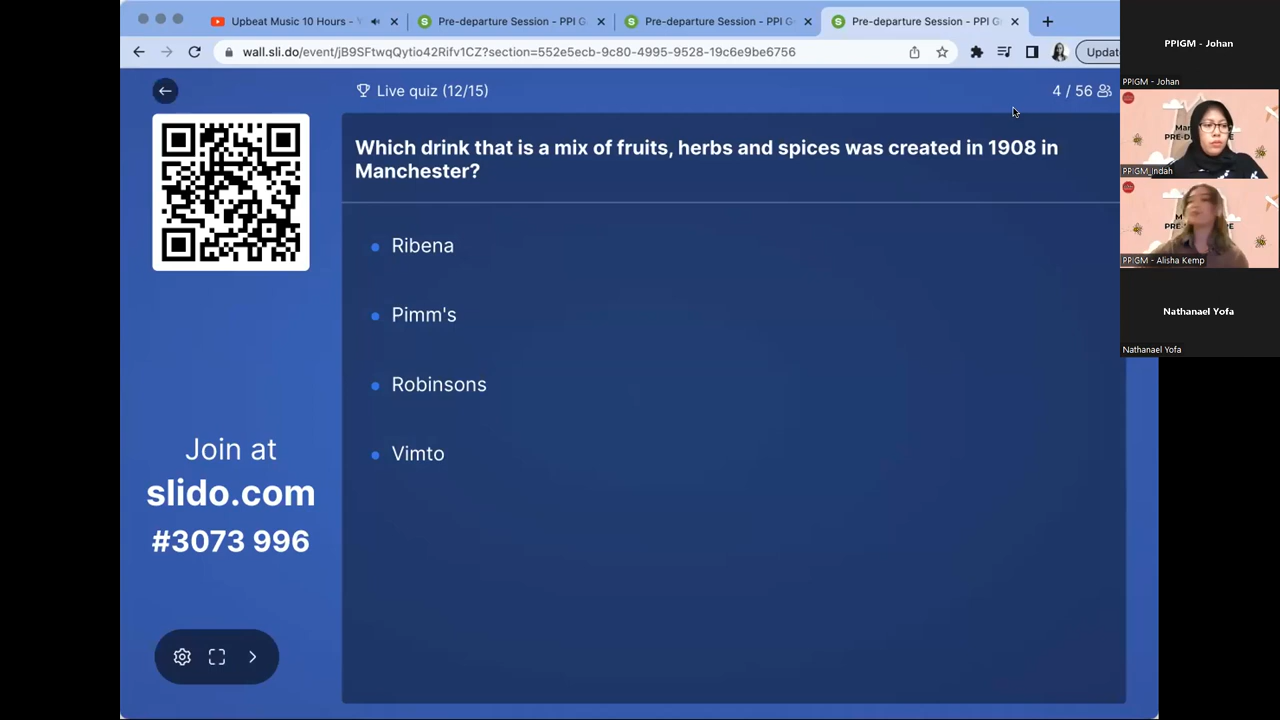 Upbeat Music 10 Hours -
Pre-departure Session - PPI G
Pre-departure Session - PPI G
Pre-departure Session - PPI G
wall.sli.do/event/jB9SFtwqQytio42Rifv1CZ?section=552e5ecb-9c80-4995-9528-19c6e9be6756
Updat
Live quiz (12/15)
4 / 56
Which drink that is a mix of fruits, herbs and spices was created in 1908 in
Manchester?
Ribena
Pimm's
Robinsons
Vimto
Join at
slido.com
#3073 996
PPIGM - Johan
PPIGM - Johan
PPIGM_Indah
PPIGM - Alisha Kemp
Nathanael Yofa
Nathanael Yofa